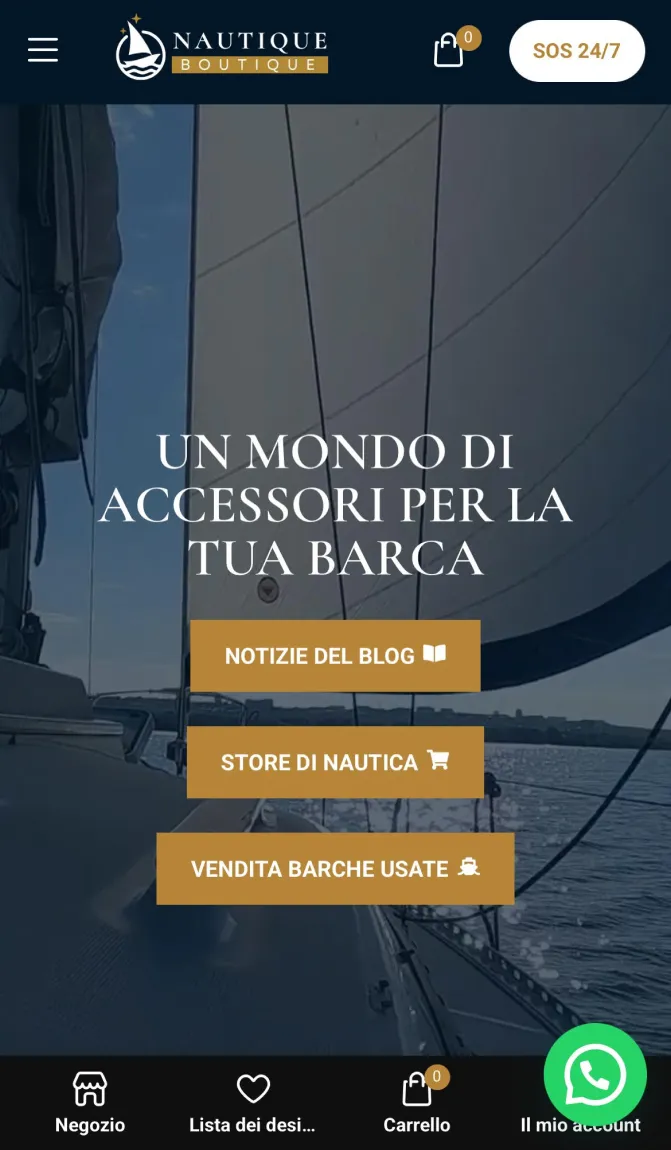 NAUTIQUE
BOUTIQUE
0
SOS 24/7
UN MONDO DI
ACCESSORI PER LA
TUA BARCA
NOTIZIE DEL BLOG
STORE DI NAUTICA
VENDITA BARCHE USATE
0
Negozio
Lista dei desi...
Carrello
Il mio account